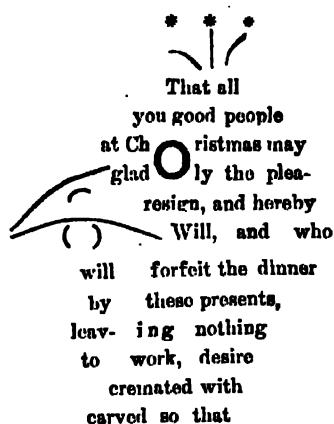 That all
you good people
at Ch ristmas may
glad ly the plea-
resign, and hereby
Will, and who
will forfeit the dinner
by these presents,
leav- ing nothing
to work, desire
cremated with
carved so that